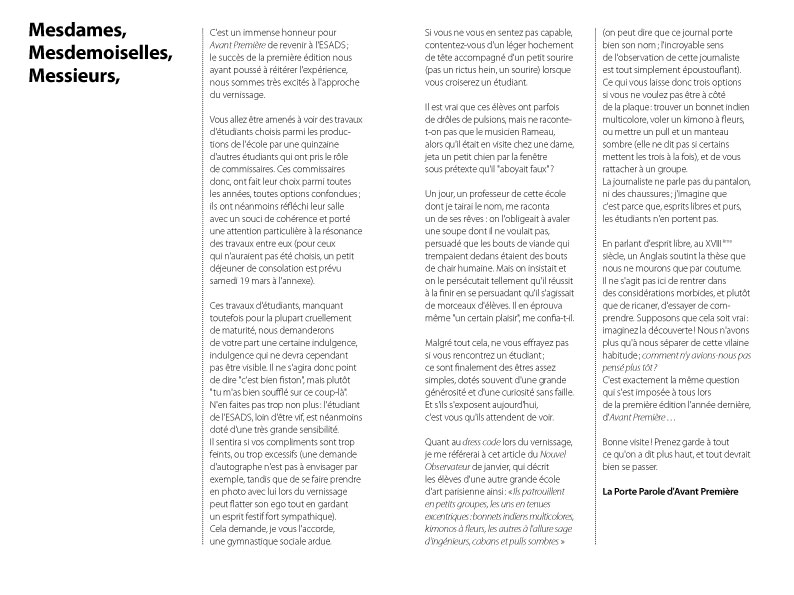 Mesdames,
Mesdemoiselles,
Messieurs,
C'est un immense honneur pour
Avant Première de revenir à l'ESADS ;
le succès de la première édition nous
ayant poussé à réitérer l'expérience,
nous sommes très excités à l'approche
du vernissage.
Vous allez être amenés à voir des travaux
d'étudiants choisis parmi les produc-
tions de l'école par une quinzaine
d'autres étudiants qui ont pris le rôle
de commissaires. Ces commissaires
donc, ont fait leur choix parmi toutes
les années, toutes options confondues ;
ils ont néanmoins réfléchi leur salle
avec un souci de cohérence et porté
une attention particulière à la résonance
des travaux entre eux (pour ceux
qui n'auraient pas été choisis, un petit
déjeuner de consolation est prévu
samedi 19 mars à l'annexe).
Ces travaux d'étudiants, manquant
toutefois pour la plupart cruellement
de maturité, nous demanderons
de votre part une certaine indulgence,
indulgence qui ne devra cependant
pas être visible. Il ne s'agira donc point
de dire "c'est bien fiston", mais plutôt
"tu m'as bien soufflé sur ce coup-là".
N'en faites pas trop non plus : l'étudiant
de l'ESADS, loin d'être vif, est néanmoins
doté d'une très grande sensibilité.
Il sentira si vos compliments sont trop
feints, ou trop excessifs (une demande
d'autographe n'est pas à envisager par
exemple, tandis que de se faire prendre
en photo avec lui lors du vernissage
peut flatter son ego tout en gardant
un esprit festif fort sympathique).
Cela demande, je vous l'accorde,
une gymnastique sociale ardue.
Si vous ne vous en sentez pas capable,
contentez-vous d'un léger hochement
de tête accompagné d'un petit sourire
(pas un rictus hein, un sourire) lorsque
vous croiserez un étudiant.
Il est vrai que ces élèves ont parfois
de drôles de pulsions, mais ne raconte-
t-on pas que le musicien Rameau,
alors qu'il était en visite chez une dame,
jeta un petit chien par la fenêtre
sous prétexte qu'il "aboyait faux" ?
Un jour, un professeur de cette école
dont je tairai le nom, me raconta
un de ses rêves : on l'obligeait à avaler
une soupe dont il ne voulait pas,
persuadé que les bouts de viande qui
trempaient dedans étaient des bouts
de chair humaine. Mais on insistait et
on le persécutait tellement qu'il réussit
à la finir en se persuadant qu'il s'agissait
de morceaux d'élèves. Il en éprouva
même "un certain plaisir", me confia-t-il.
Malgré tout cela, ne vous effrayez pas
si vous rencontrez un étudiant ;
ce sont finalement des êtres assez
simples, dotés souvent d'une grande
générosité et d'une curiosité sans faille.
Et s'ils s'exposent aujourd'hui,
c'est vous qu'ils attendent de voir.
Quant au dress code lors du vernissage,
je me référerai à cet article du Nouvel
Observateur de janvier, qui décrit
les élèves d'une autre grande école
d'art parisienne ainsi : « Ils patrouillent
en petits groupes, les uns en tenues
excentriques : bonnets indiens multicolores,
kimonos à fleurs, les autres à l'allure sage
d'ingénieurs, cabans et pulls sombres »
(on peut dire que ce journal porte
bien son nom ; l'incroyable sens
de l'observation de cette journaliste
est tout simplement époustouflant).
Ce qui vous laisse donc trois options
si vous ne voulez pas être à côté
de la plaque : trouver un bonnet indien
multicolore, voler un kimono à fleurs,
ou mettre un pull et un manteau
sombre (elle ne dit pas si certains
mettent les trois à la fois), et de vous
rattacher à un groupe.
La journaliste ne parle pas du pantalon,
ni des chaussures ; j'imagine que
c'est parce que, esprits libres et purs,
les étudiants n'en portent pas.
En parlant d'esprit libre, au XVIIIième
siècle, un Anglais soutint la thèse que
nous ne mourons que par coutume.
Il ne s'agit pas ici de rentrer dans
des considérations morbides, et plutôt
que de ricaner, d'essayer de com-
prendre. Supposons que cela soit vrai :
imaginez la découverte ! Nous n'avons
plus qu'à nous séparer de cette vilaine
habitude ; comment n'y avions-nous pas
pensé plus tôt ?
C'est exactement la même question
qui s'est imposée à tous lors
de la première édition l'année dernière,
d'Avant Première . . .
Bonne visite ! Prenez garde à tout
ce qu'on a dit plus haut, et tout devrait
bien se passer.
La Porte Parole d'Avant Première